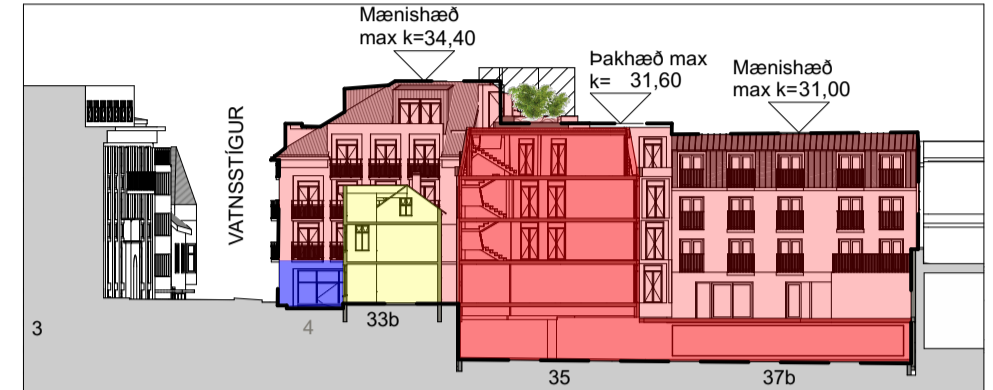 Mænishæð
max k=34,40
Þakhæð max
k= 31,60
Mænishæð
max k=31,00
VATNSSTÍGUR
3
4
33b
35
37b